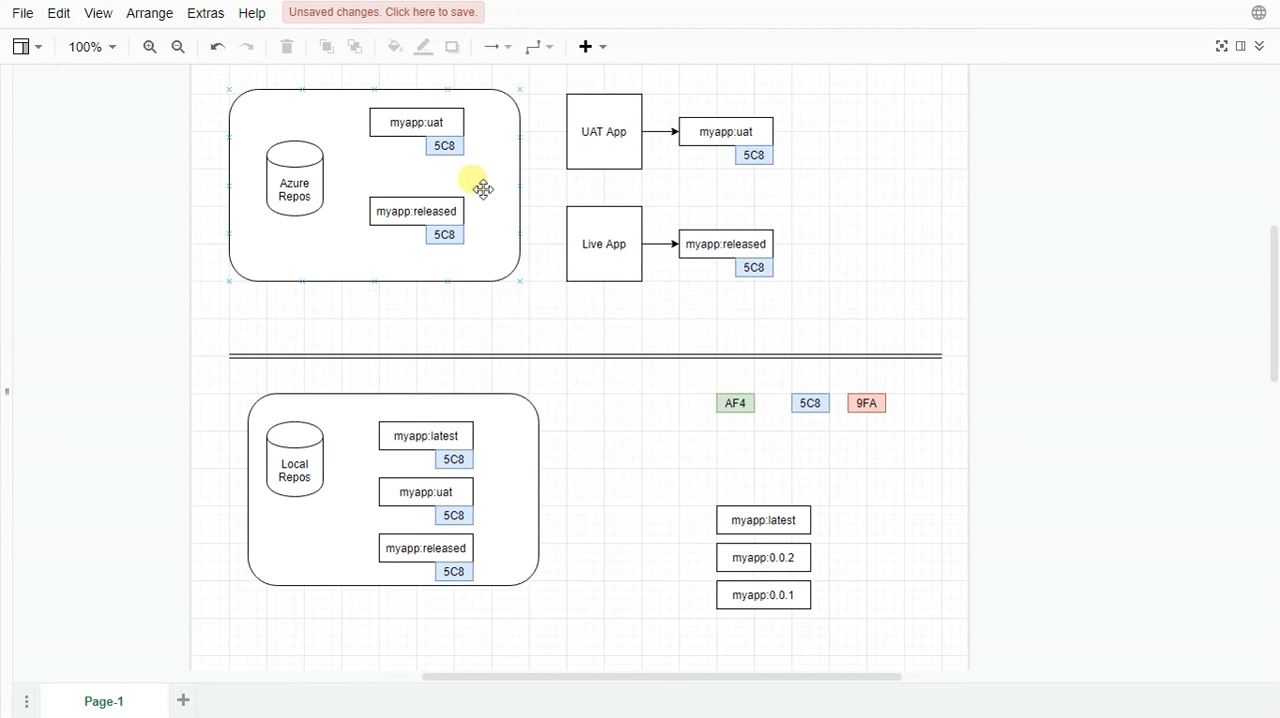 File Edit View Arrange Extras Help Unsaved changes. Click here to save.
100%
myapp:uat
5C8
Azure
Repos
myapp:released
5C8
UAT App
myapp:uat
5C8
Live App
myapp:released
5C8
Local
Repos
myapp:latest
5C8
myapp:uat
5C8
myapp:released
5C8
AF4 5C8 9FA
myapp:latest
myapp:0.0.2
myapp:0.0.1
Page-1